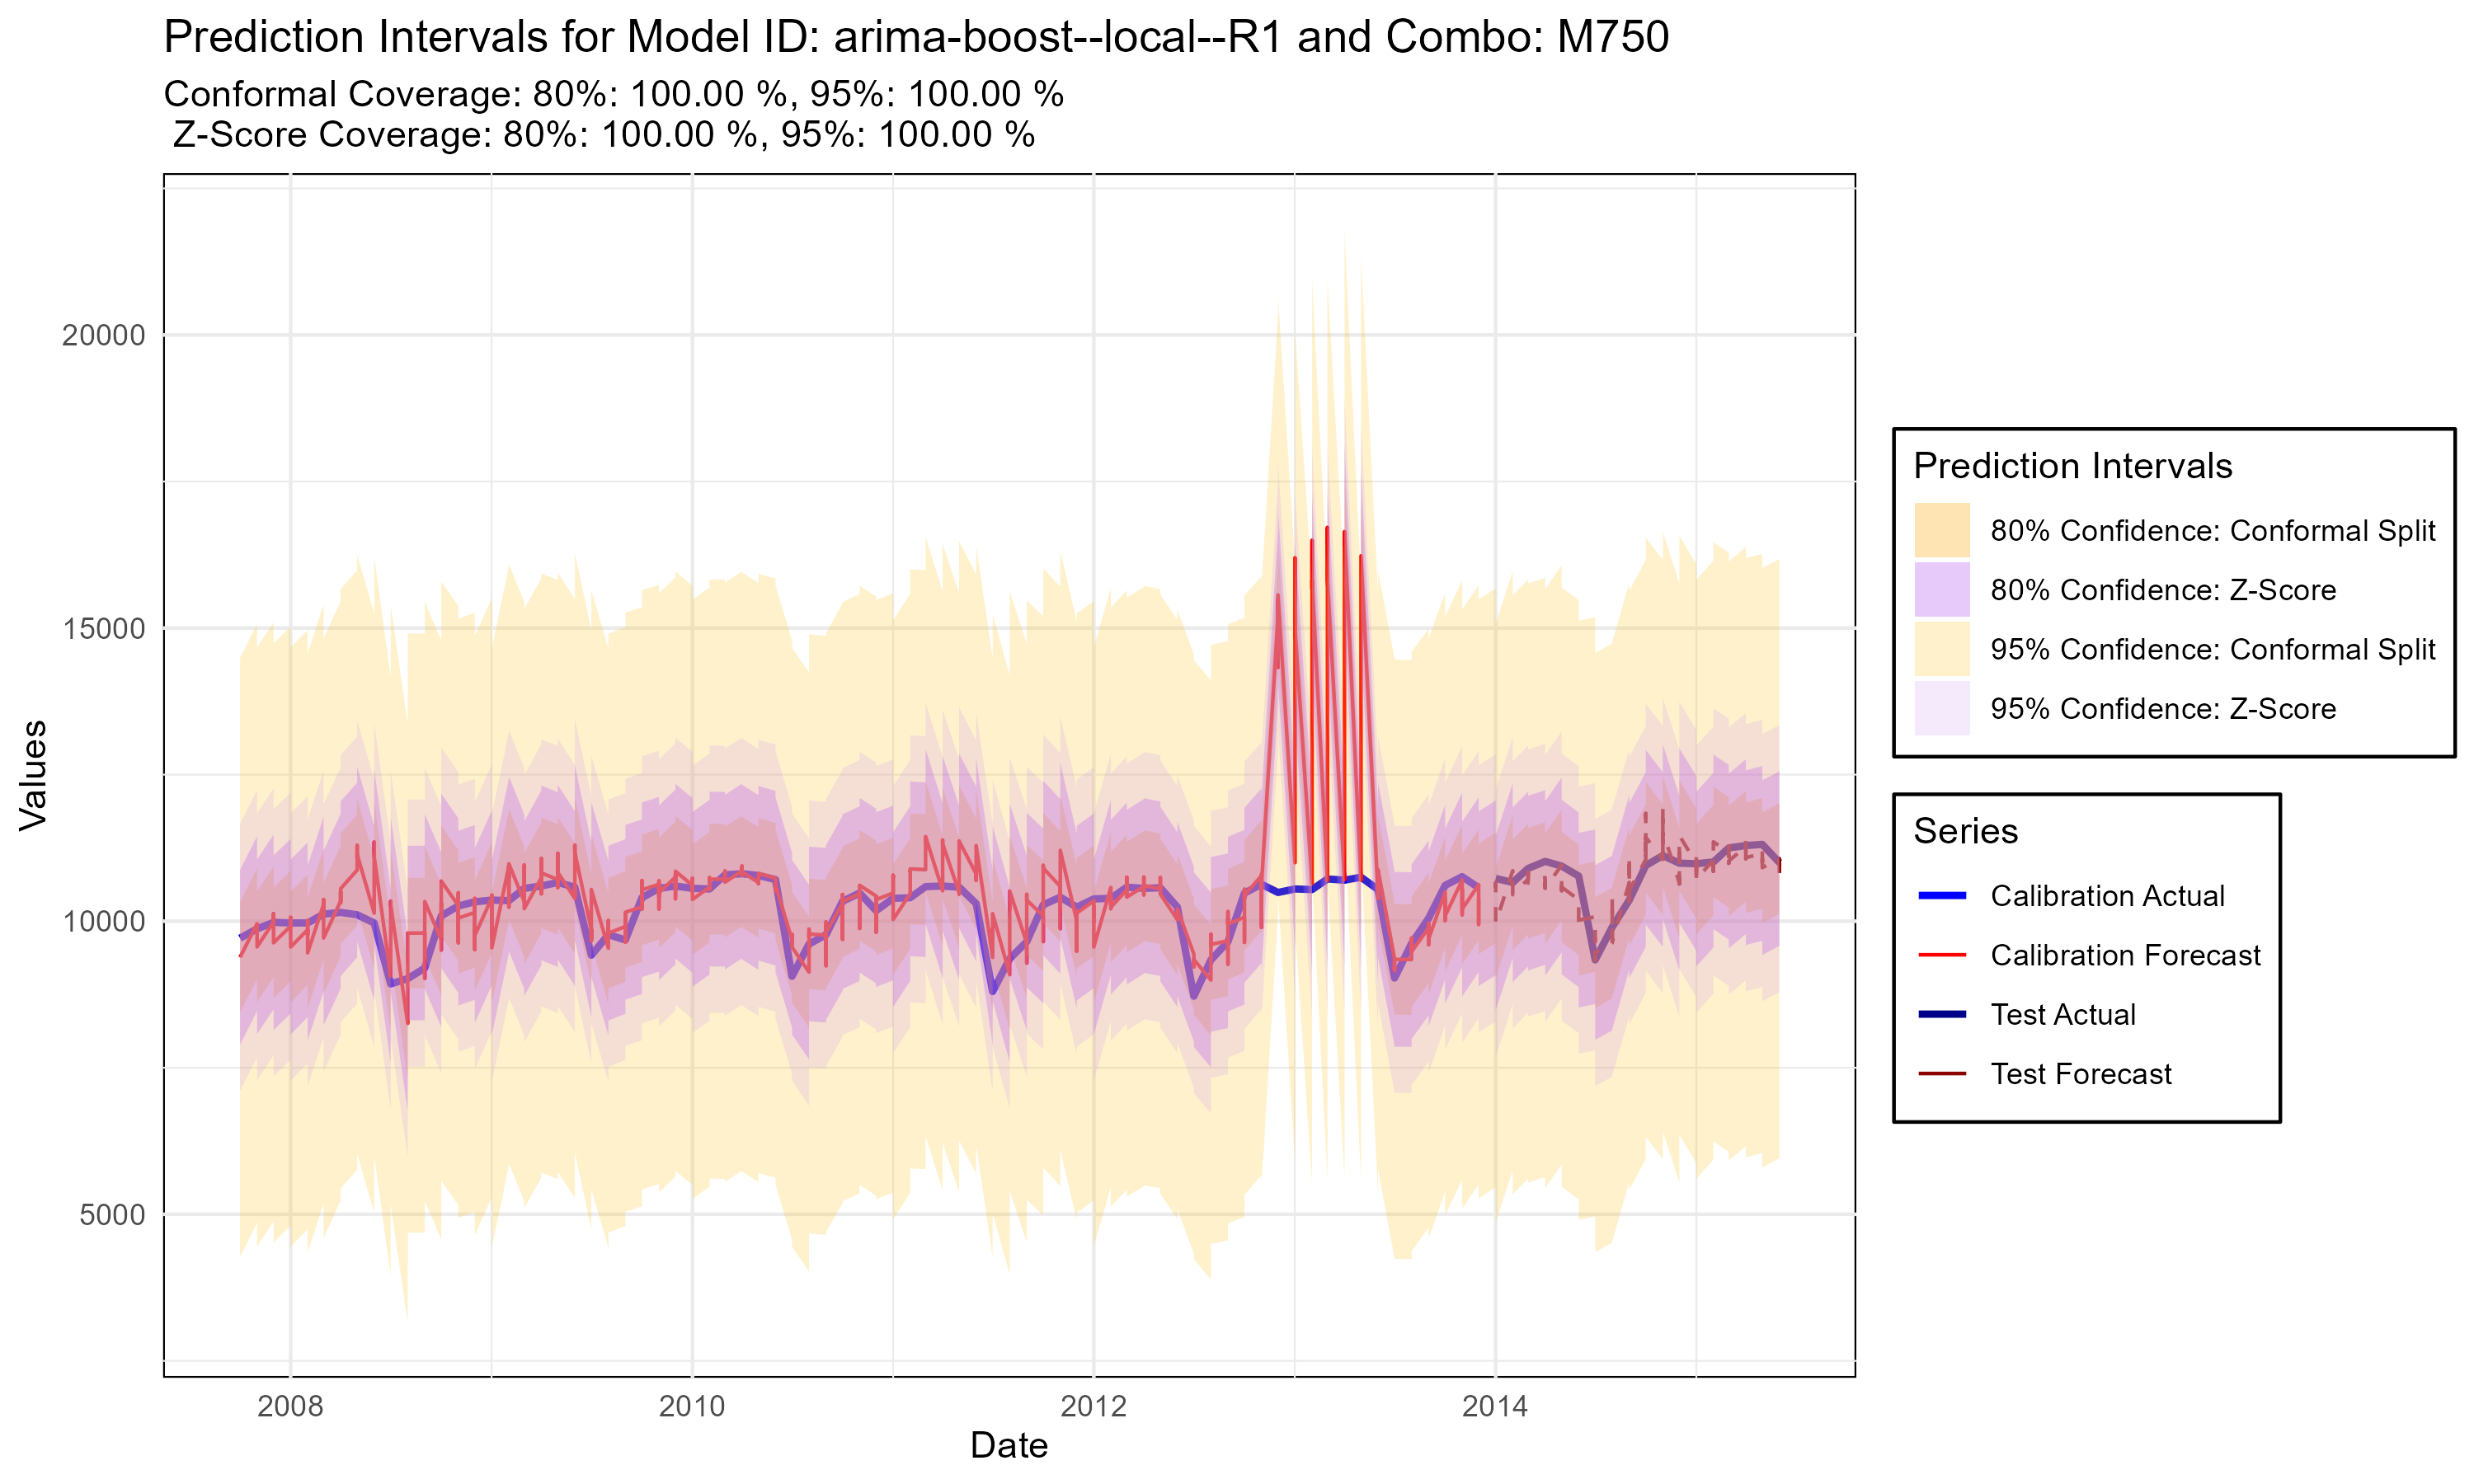 Prediction Intervals for Model ID: arima-boost--local--R1 and Combo: M750
Conformal Coverage: 80%: 100.00 %, 95%: 100.00 %
Z-Score Coverage: 80%: 100.00 %, 95%: 100.00 %
Values
20000
15000
10000
5000
2008
2010
2012
2014
Date
Prediction Intervals
80% Confidence: Conformal Split
80% Confidence: Z-Score
95% Confidence: Conformal Split
95% Confidence: Z-Score
Series
Calibration Actual
Calibration Forecast
Test Actual
Test Forecast